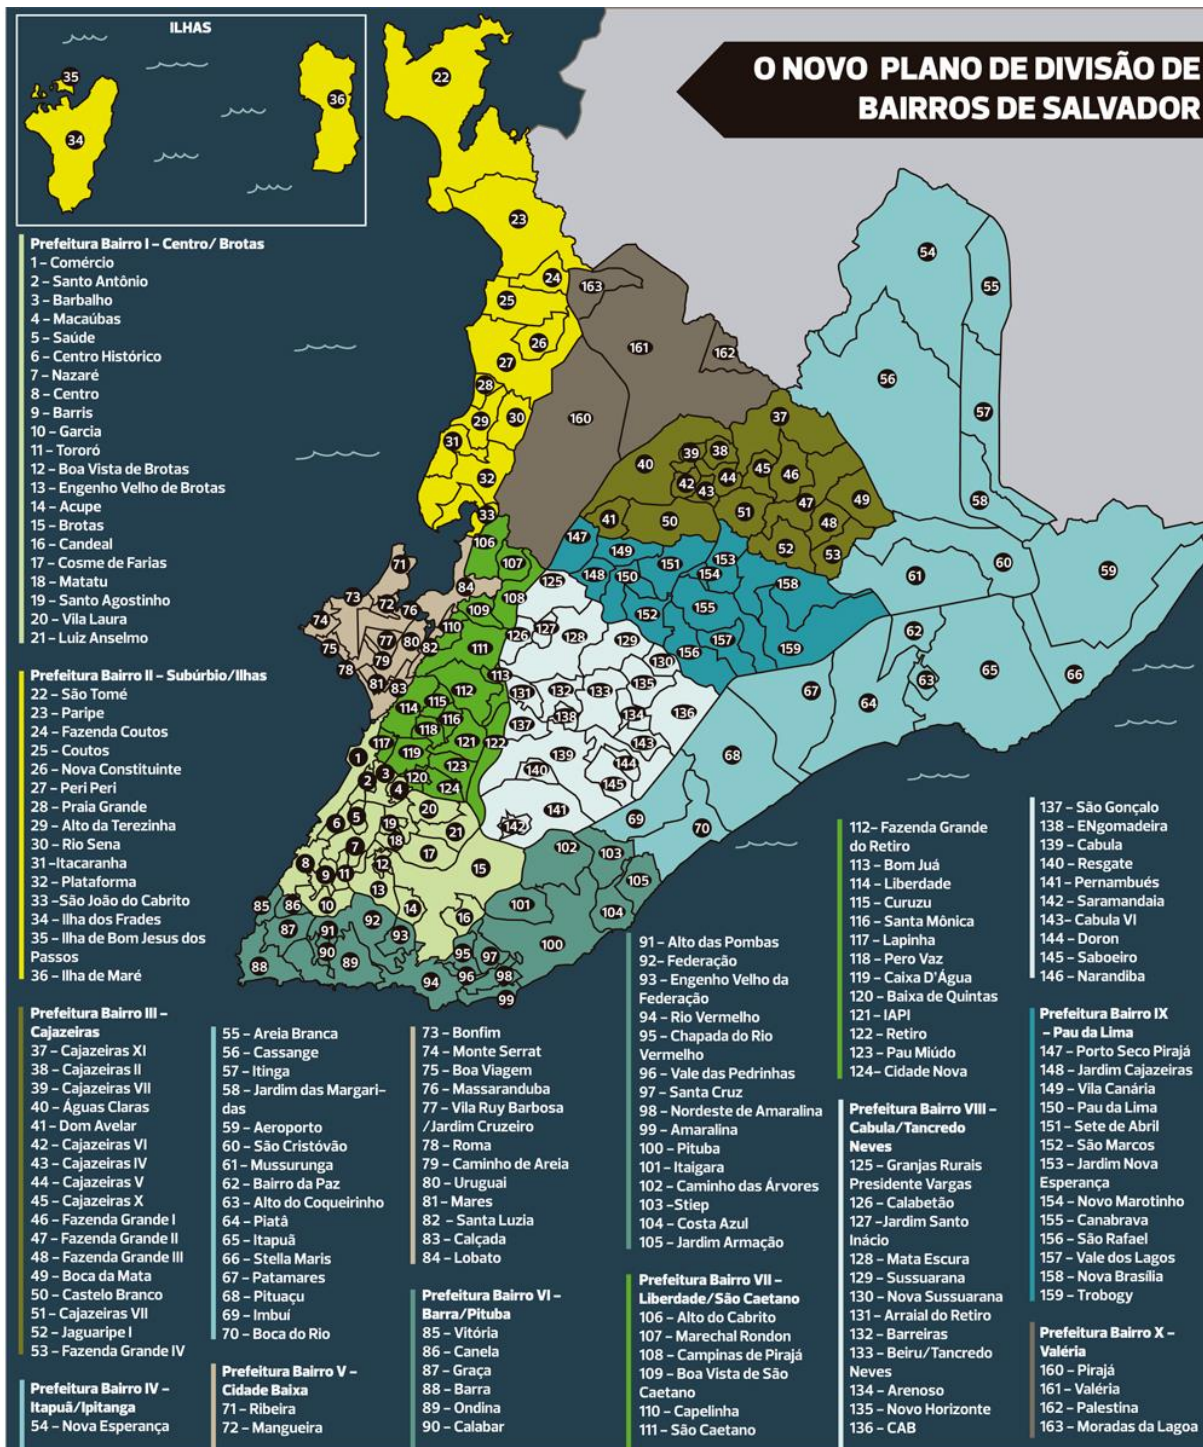 ILHAS
O NOVO PLANO DE DIVISÃO DE
BAIRROS DE SALVADOR
Prefeitura Bairro I – Centro/ Brotas
1 – Comércio
2 – Santo Antônio
3 – Barbalho
4 – Macaúbas
5 – Saúde
6 – Centro Histórico
7 – Nazaré
8 – Centro
9 – Barris
10 – Garcia
11 – Tororó
12 – Boa Vista de Brotas
13 – Engenho Velho de Brotas
14 – Acupe
15 – Brotas
16 – Candeal
17 – Cosme de Farias
18 – Matatu
19 – Santo Agostinho
20 – Vila Laura
21 – Luiz Anselmo
Prefeitura Bairro II – Subúrbio/Ilhas
22 – São Tomé
23 – Paripe
24 – Fazenda Coutos
25 – Coutos
26 – Nova Constituinte
27 – Peri Peri
28 – Praia Grande
29 – Alto da Terezinha
30 – Rio Sena
31 –Itacaranha
32 – Plataforma
33 –São João do Cabrito
34 – Ilha dos Frades
35 – Ilha de Bom Jesus dos
Passos
36 – Ilha de Maré
Prefeitura Bairro III –
Cajazeiras
37 – Cajazeiras XI
38 – Cajazeiras II
39 – Cajazeiras VII
40 – Águas Claras
41 – Dom Avelar
42 – Cajazeiras VI
43 – Cajazeiras IV
44 – Cajazeiras V
45 – Cajazeiras X
46 – Fazenda Grande I
47 – Fazenda Grande II
48 – Fazenda Grande III
49 – Boca da Mata
50 – Castelo Branco
51 – Cajazeiras VII
52 – Jaguaripe I
53 – Fazenda Grande IV
Prefeitura Bairro IV –
Itapuã/Ipitanga
54 – Nova Esperança
55 – Areia Branca
56 – Cassange
57 – Itinga
58 – Jardim das Margari-
das
59 – Aeroporto
60 – São Cristóvão
61 – Mussurunga
62 – Bairro da Paz
63 – Alto do Coqueirinho
64 – Piatâ
65 – Itapuã
66 – Stella Maris
67 – Patamares
68 – Pituaçu
69 – Imbuí
70 – Boca do Rio
Prefeitura Bairro V –
Cidade Baixa
71 – Ribeira
72 – Mangueira
73 – Bonfim
74 – Monte Serrat
75 – Boa Viagem
76 – Massaranduba
77 – Vila Ruy Barbosa
/Jardim Cruzeiro
78 – Roma
79 – Caminho de Areia
80 – Uruguai
81 – Mares
82 – Santa Luzia
83 – Calçada
84 – Lobato
Prefeitura Bairro VI –
Barra/Pituba
85 – Vitória
86 – Canela
87 – Graça
88 – Barra
89 – Ondina
90 – Calabar
91 – Alto das Pombas
92– Federação
93 – Engenho Velho da
Federação
94 – Rio Vermelho
95 – Chapada do Rio
Vermelho
96 – Vale das Pedrinhas
97 – Santa Cruz
98 – Nordeste de Amaralina
99 – Amaralina
100 – Pituba
101 – Itaigara
102 – Caminho das Árvores
103 –Stiep
104 – Costa Azul
105 – Jardim Armação
Prefeitura Bairro VII –
Liberdade/São Caetano
106 – Alto do Cabrito
107 – Marechal Rondon
108 – Campinas de Pirajá
109 – Boa Vista de São
Caetano
110 – Capelinha
111 – São Caetano
112– Fazenda Grande
do Retiro
113 – Bom Juá
114 – Liberdade
115 – Curuzu
116 – Santa Mônica
117 – Lapinha
118 – Pero Vaz
119 – Caixa D'Água
120 – Baixa de Quintas
121 – IAPI
122 – Retiro
123 – Pau Miúdo
124 – Cidade Nova
Prefeitura Bairro VIII –
Cabula/Tancredo
Neves
125 – Granjas Rurais
Presidente Vargas
126 – Calabetão
127 –Jardim Santo
Inácio
128 – Mata Escura
129 – Sussuarana
130 – Nova Sussuarana
131 – Arraial do Retiro
132 – Barreiras
133 – Beiru/Tancredo
Neves
134 – Arenoso
135 – Novo Horizonte
136 – CAB
137 – São Gonçalo
138 – ENgomadeira
139 – Cabula
140 – Resgate
141 – Pernambués
142 – Saramandaia
143– Cabula VI
144 – Doron
145 – Saboeiro
146 – Narandiba
Prefeitura Bairro IX
– Pau da Lima
147 – Porto Seco Pirajá
148 – Jardim Cajazeiras
149 – Vila Canária
150 – Pau da Lima
151 – Sete de Abril
152 – São Marcos
153 – Jardim Nova
Esperança
154 – Novo Marotinho
155 – Canabrava
156 – São Rafael
157 – Vale dos Lagos
158 – Nova Brasília
159 – Trobogy
Prefeitura Bairro X –
Valéria
160 – Pirajá
161 – Valéria
162 – Palestina
163 – Moradas da Lagoa